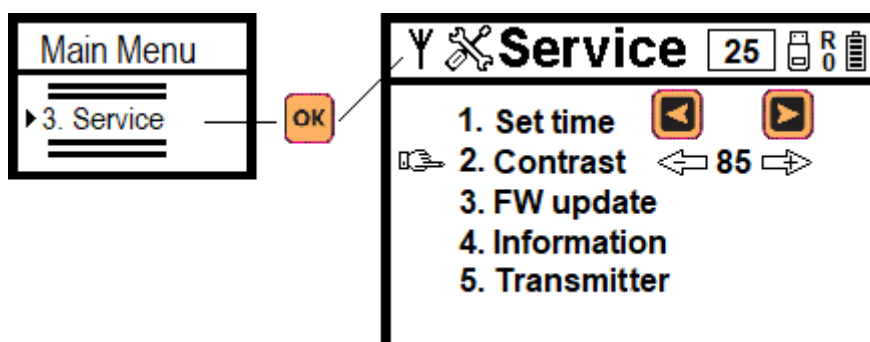 Main Menu
3. Service
OK
Service 25 R 0
1. Set time
2. Contrast 85
3. FW update
4. Information
5. Transmitter